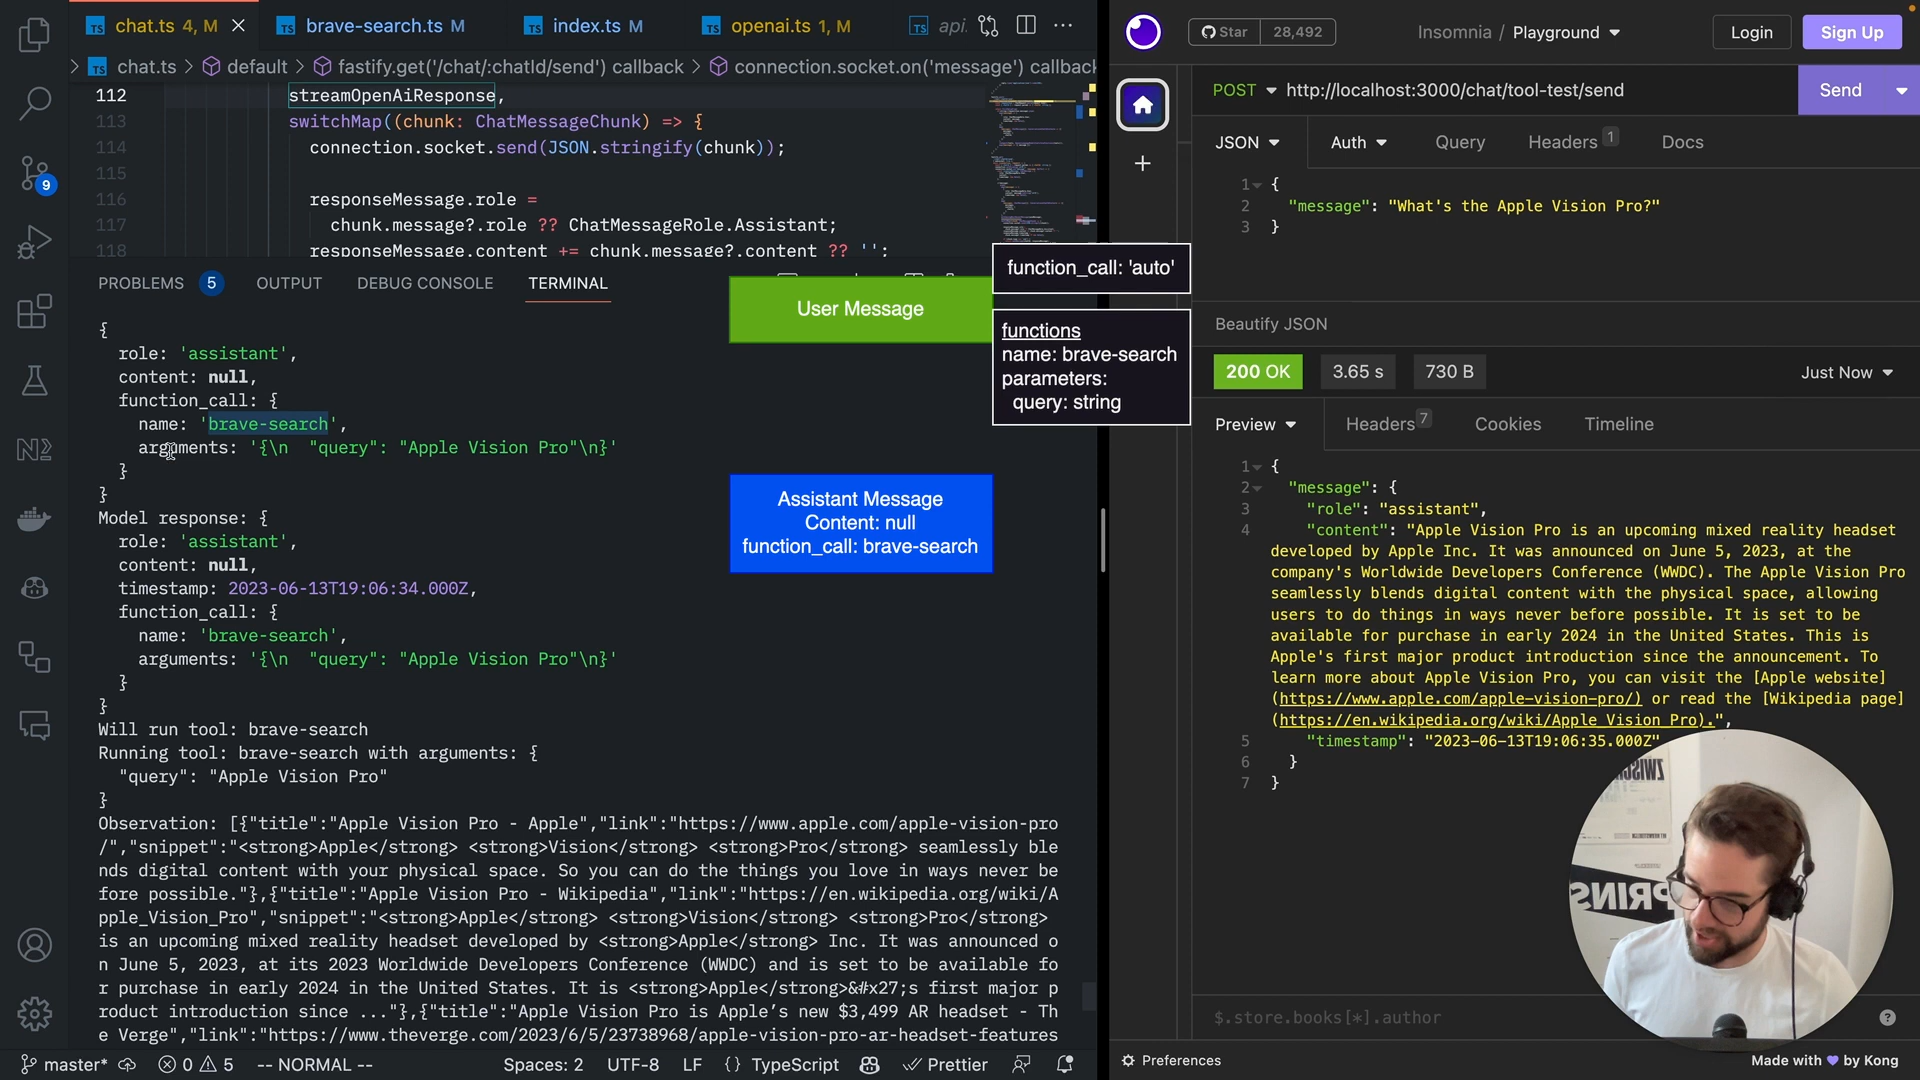 chat.ts 4, M
brave-search.ts M
index.ts M
openai.ts 1, M
api.
chat.ts > default > fastify.get('/chat/:chatId/send') callback > connection.socket.on('message') callback
112 streamOpenAiResponse,
113 switchMap((chunk: ChatMessageChunk) => {
114 connection.socket.send(JSON.stringify(chunk));
115
116 responseMessage.role =
117 chunk.message?.role ?? ChatMessageRole.Assistant;
118 responseMessage.content += chunk.message?.content ?? '';
9
PROBLEMS 5 OUTPUT DEBUG CONSOLE TERMINAL
{
role: 'assistant',
content: null,
function_call: {
name: 'brave-search',
arguments: '{\n  "query": "Apple Vision Pro"\n}'
}
}
Model response: {
role: 'assistant',
content: null,
timestamp: 2023-06-13T19:06:34.000Z,
function_call: {
name: 'brave-search',
arguments: '{\n  "query": "Apple Vision Pro"\n}'
}
}
Will run tool: brave-search
Running tool: brave-search with arguments: {
"query": "Apple Vision Pro"
}
Observation: [{"title":"Apple Vision Pro - Apple","link":"https://www.apple.com/apple-vision-pro
/","snippet":"<strong>Apple</strong> <strong>Vision</strong> <strong>Pro</strong> seamlessly ble
nds digital content with your physical space. So you can do the things you love in ways never be
fore possible."},{"title":"Apple Vision Pro - Wikipedia","link":"https://en.wikipedia.org/wiki/A
pple_Vision_Pro","snippet":"<strong>Apple</strong> <strong>Vision</strong> <strong>Pro</strong>
is an upcoming mixed reality headset developed by <strong>Apple</strong> Inc. It was announced o
n June 5, 2023, at its 2023 Worldwide Developers Conference (WWDC) and is set to be available fo
r purchase in early 2024 in the United States. It is <strong>Apple</strong>&#x27;s first major p
roduct introduction since ..."},{"title":"Apple Vision Pro is Apple's new $3,499 AR headset - Th
e Verge","link":"https://www.theverge.com/2023/6/5/23738968/apple-vision-pro-ar-headset-features
User Message
function_call: 'auto'
functions
name: brave-search
parameters:
query: string
Assistant Message
Content: null
function_call: brave-search
master* 0 5 -- NORMAL -- Spaces: 2 UTF-8 LF {} TypeScript Prettier
Star 28,492
Insomnia / Playground
Login
Sign Up
POST http://localhost:3000/chat/tool-test/send
Send
JSON Auth Query Headers 1 Docs
1 {
2 "message": "What's the Apple Vision Pro?"
3 }
Beautify JSON
200 OK 3.65 s 730 B Just Now
Preview Headers 7 Cookies Timeline
1 {
2 "message": {
3 "role": "assistant",
4 "content": "Apple Vision Pro is an upcoming mixed reality headset
developed by Apple Inc. It was announced on June 5, 2023, at the
company's Worldwide Developers Conference (WWDC). The Apple Vision Pro
seamlessly blends digital content with the physical space, allowing
users to do things in ways never before possible. It is set to be
available for purchase in early 2024 in the United States. This is
Apple's first major product introduction since the announcement. To
learn more about Apple Vision Pro, you can visit the [Apple website]
(https://www.apple.com/apple-vision-pro/) or read the [Wikipedia page]
(https://en.wikipedia.org/wiki/Apple_Vision_Pro).",
5 "timestamp": "2023-06-13T19:06:35.000Z"
6 }
7 }
$.store.books[*].author
Preferences
Made with by Kong